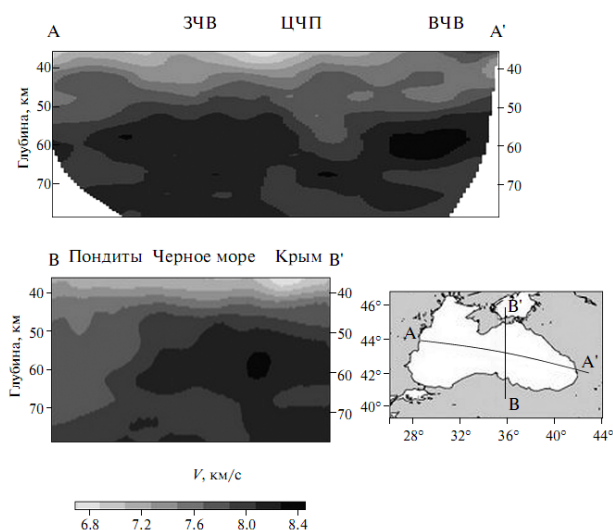 ЗЧВ ЦЧП ВЧВ
A A'
40 40
50 50
60 60
70 70
Глубина, км
B Пондиты Черное море Крым B'
40 40
50 50
60 60
70 70
Глубина, км
46°
44°
42°
40°
B'
A
A'
B
28° 32° 36° 40° 44°
V, км/с
6.8 7.2 7.6 8.0 8.4